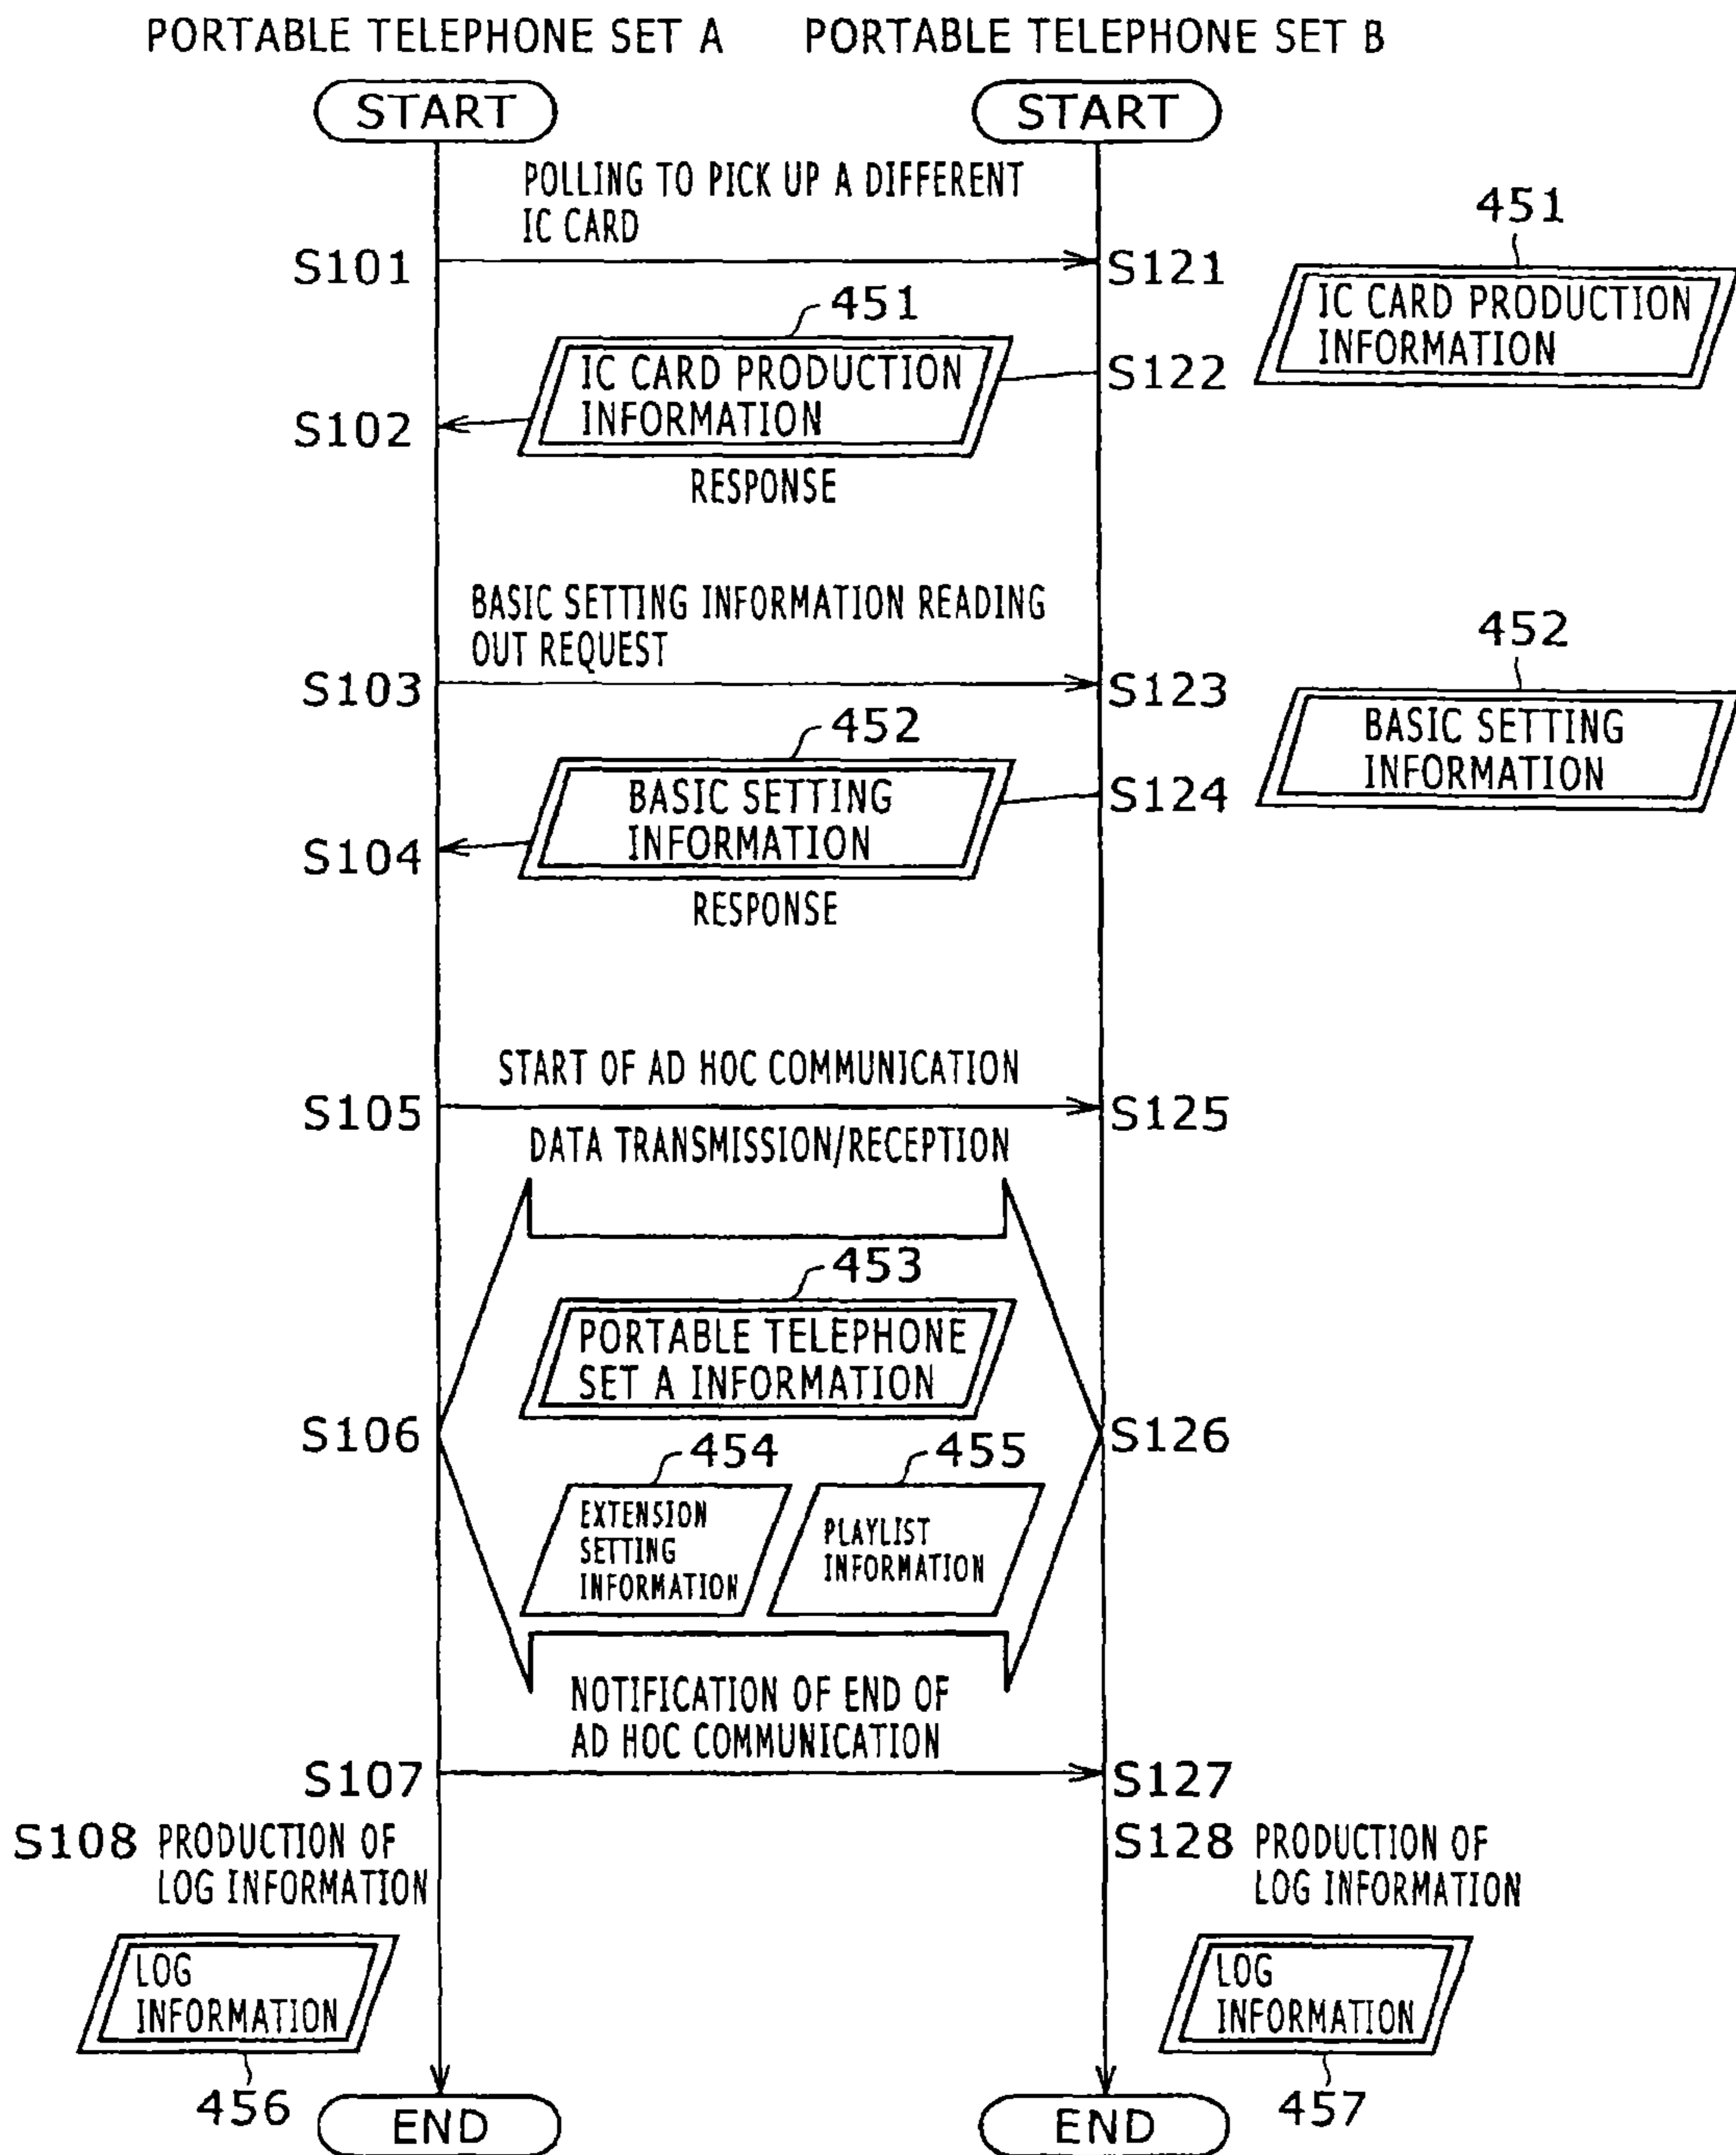 PORTABLE TELEPHONE SET A PORTABLE TELEPHONE SET B
START START
POLLING TO PICK UP A DIFFERENT
IC CARD
S101 S121
451
IC CARD PRODUCTION
INFORMATION
451
IC CARD PRODUCTION
INFORMATION
S122
S102
RESPONSE
BASIC SETTING INFORMATION READING
OUT REQUEST
S103 S123
452
BASIC SETTING
INFORMATION
452
BASIC SETTING
INFORMATION
S124
S104
RESPONSE
START OF AD HOC COMMUNICATION
S105 S125
DATA TRANSMISSION/RECEPTION
453
PORTABLE TELEPHONE
SET A INFORMATION
S106 S126
454
EXTENSION
SETTING
INFORMATION
455
PLAYLIST
INFORMATION
NOTIFICATION OF END OF
AD HOC COMMUNICATION
S107 S127
S108 PRODUCTION OF
LOG INFORMATION
S128 PRODUCTION OF
LOG INFORMATION
LOG
INFORMATION
456
LOG
INFORMATION
457
END END